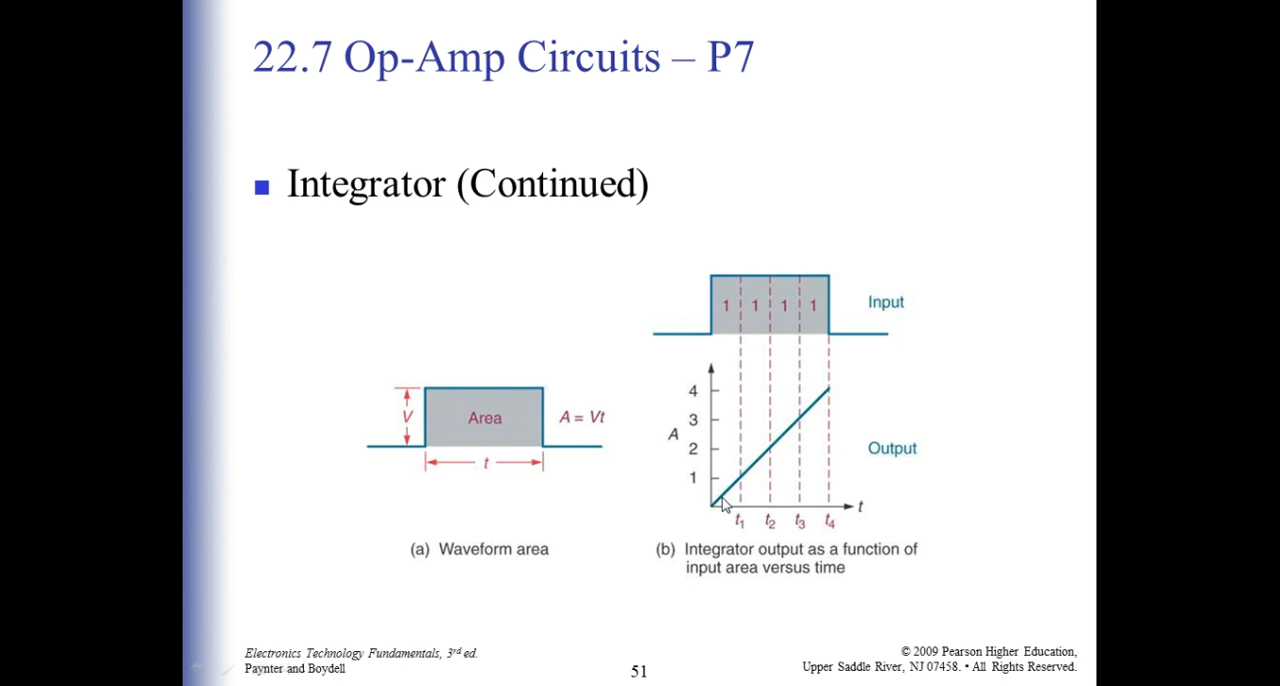 22.7 Op-Amp Circuits – P7
Integrator (Continued)
V
Area
A = Vt
t
(a) Waveform area
1 1 1 1
Input
4
3
A
2
1
Output
t
t1 t2 t3 t4
(b) Integrator output as a function of
input area versus time
Electronics Technology Fundamentals, 3rd ed.
Paynter and Boydell
51
© 2009 Pearson Higher Education,
Upper Saddle River, NJ 07458. • All Rights Reserved.